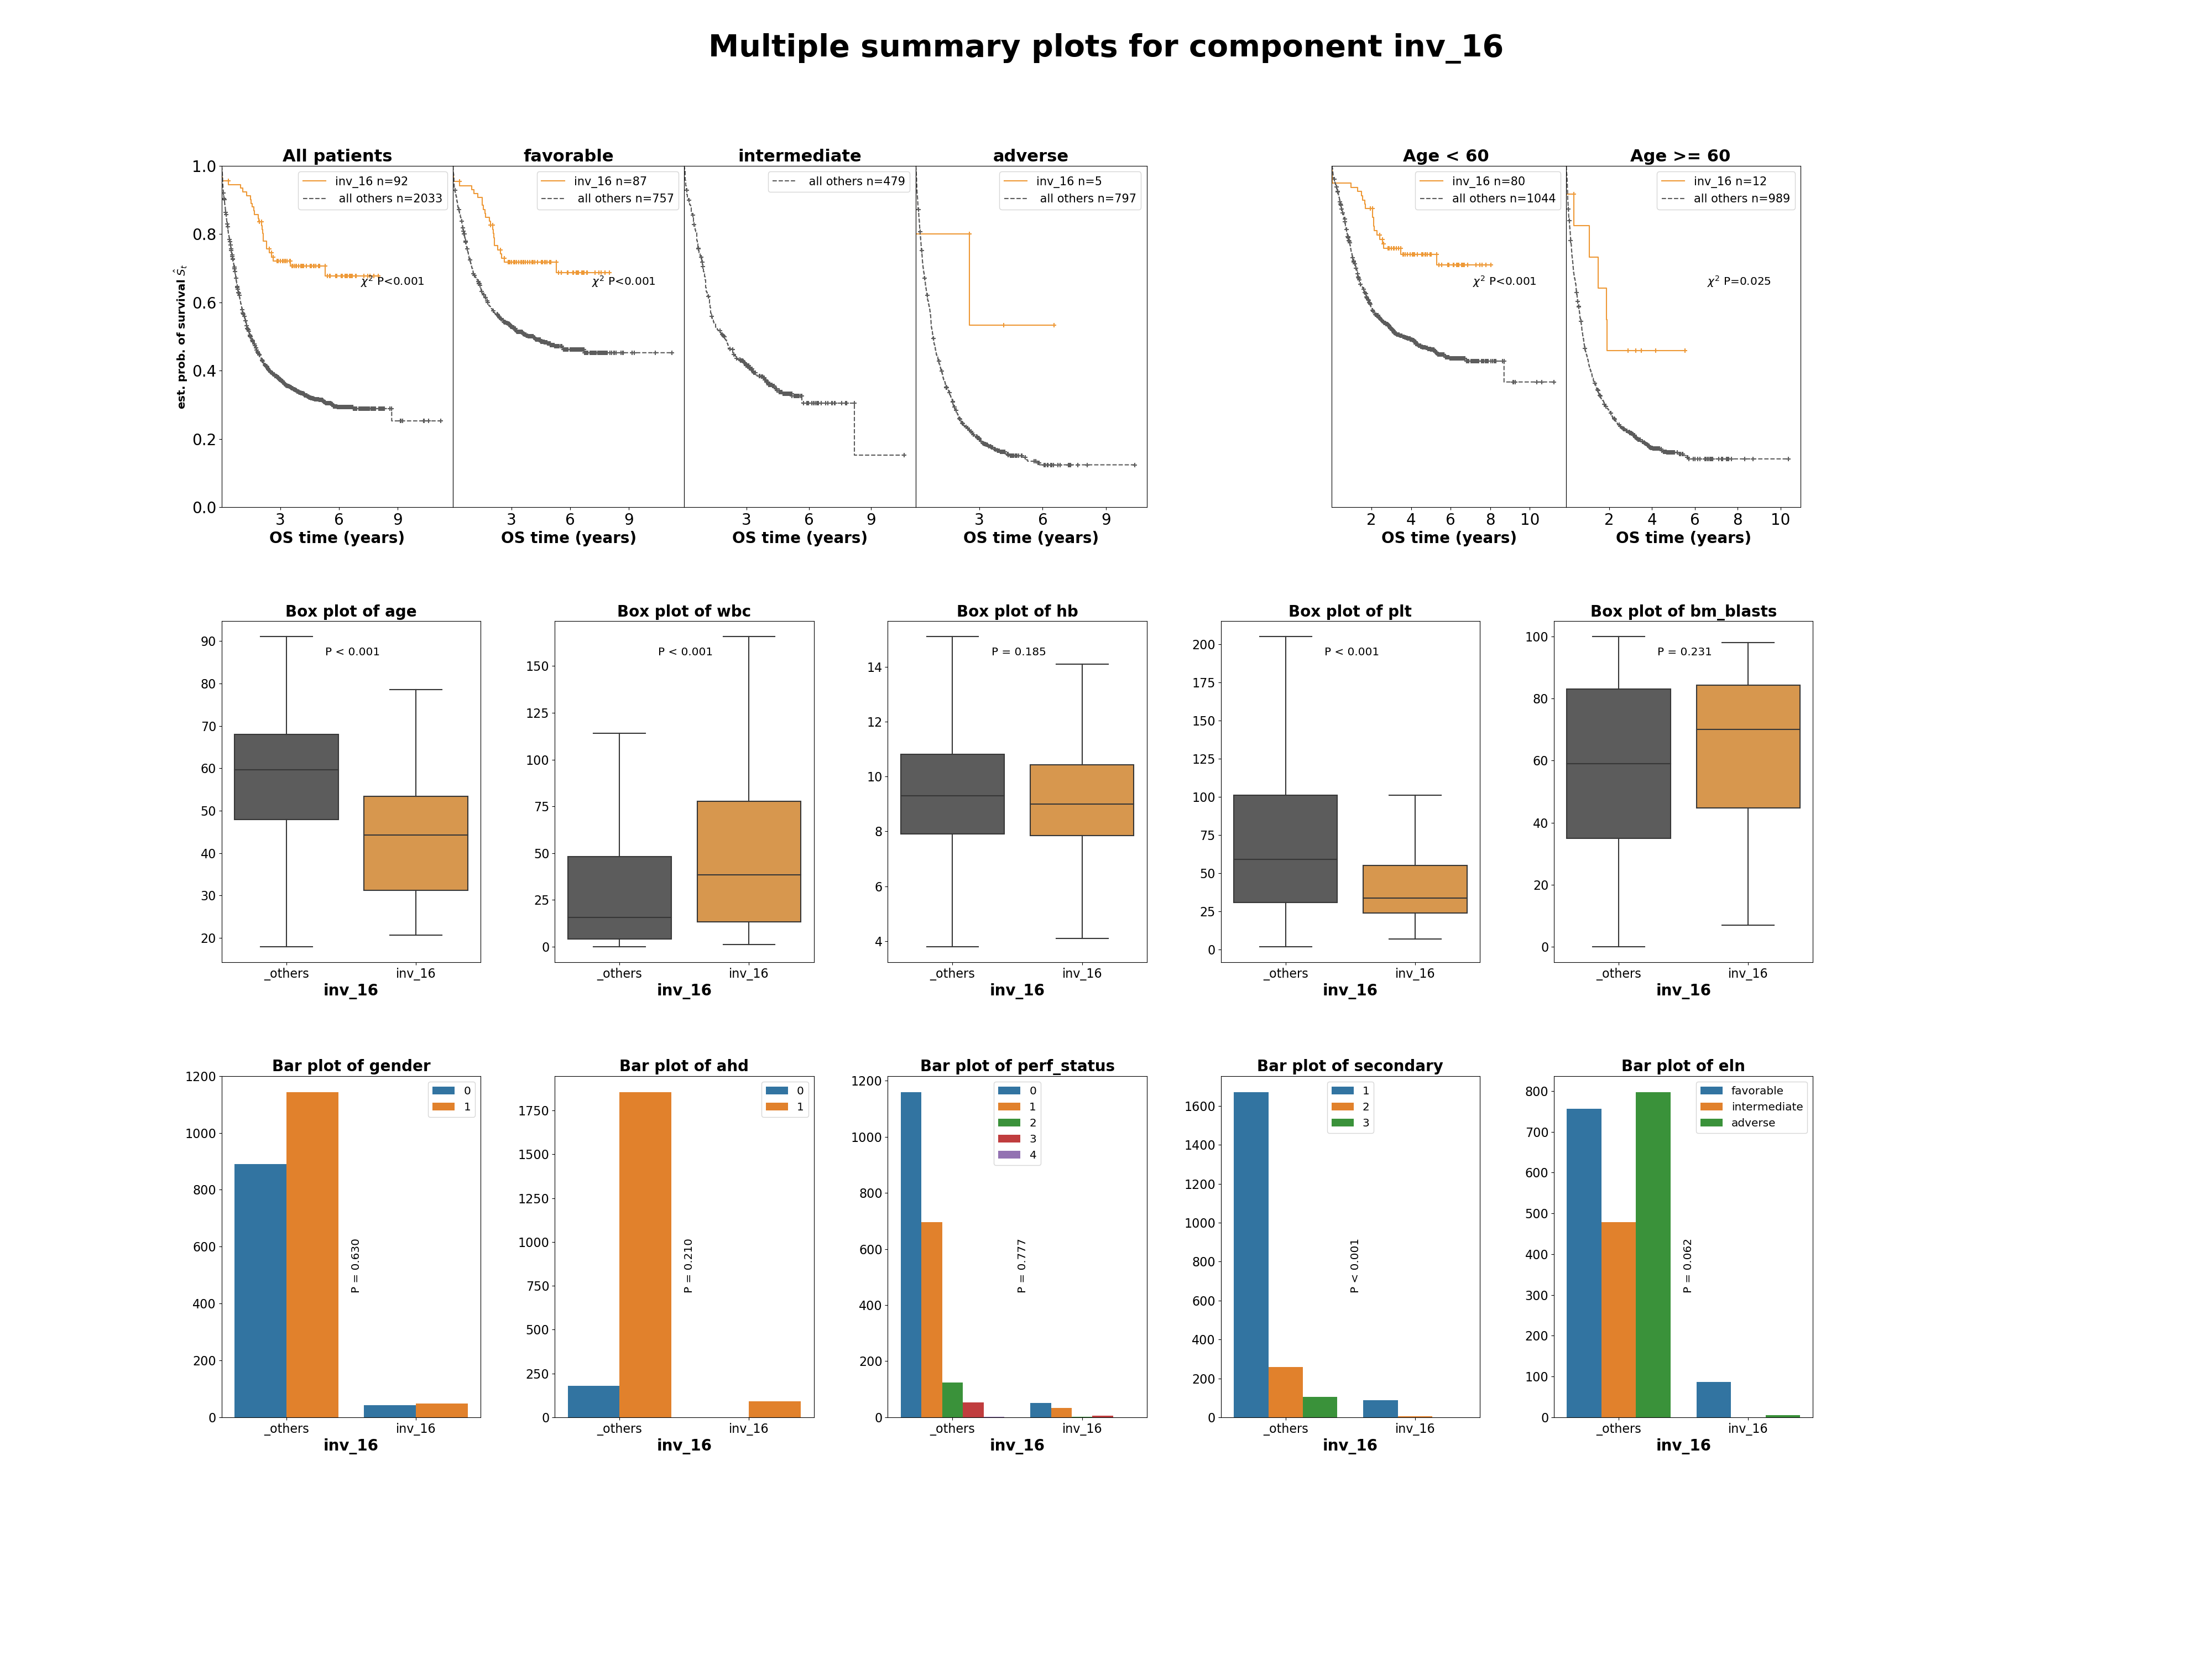 Multiple summary plots for component inv_16
All patients
favorable
intermediate
adverse
Age < 60
Age >= 60
est. prob. of survival Ŝt
1.0
0.8
0.6
0.4
0.2
0.0
inv_16 n=92
all others n=2033
χ² P<0.001
3 6 9
OS time (years)
inv_16 n=87
all others n=757
χ² P<0.001
3 6 9
OS time (years)
all others n=479
3 6 9
OS time (years)
inv_16 n=5
all others n=797
3 6 9
OS time (years)
inv_16 n=80
all others n=1044
χ² P<0.001
2 4 6 8 10
OS time (years)
inv_16 n=12
all others n=989
χ² P=0.025
2 4 6 8 10
OS time (years)
Box plot of age
P < 0.001
90
80
70
60
50
40
30
20
_others inv_16
inv_16
Box plot of wbc
P < 0.001
150
125
100
75
50
25
0
_others inv_16
inv_16
Box plot of hb
P = 0.185
14
12
10
8
6
4
_others inv_16
inv_16
Box plot of plt
P < 0.001
200
175
150
125
100
75
50
25
0
_others inv_16
inv_16
Box plot of bm_blasts
P = 0.231
100
80
60
40
20
0
_others inv_16
inv_16
Bar plot of gender
0
1
P = 0.630
1200
1000
800
600
400
200
0
_others inv_16
inv_16
Bar plot of ahd
0
1
P = 0.210
1750
1500
1250
1000
750
500
250
0
_others inv_16
inv_16
Bar plot of perf_status
0
1
2
3
4
P = 0.777
1200
1000
800
600
400
200
0
_others inv_16
inv_16
Bar plot of secondary
1
2
3
P < 0.001
1600
1400
1200
1000
800
600
400
200
0
_others inv_16
inv_16
Bar plot of eln
favorable
intermediate
adverse
P = 0.062
800
700
600
500
400
300
200
100
0
_others inv_16
inv_16